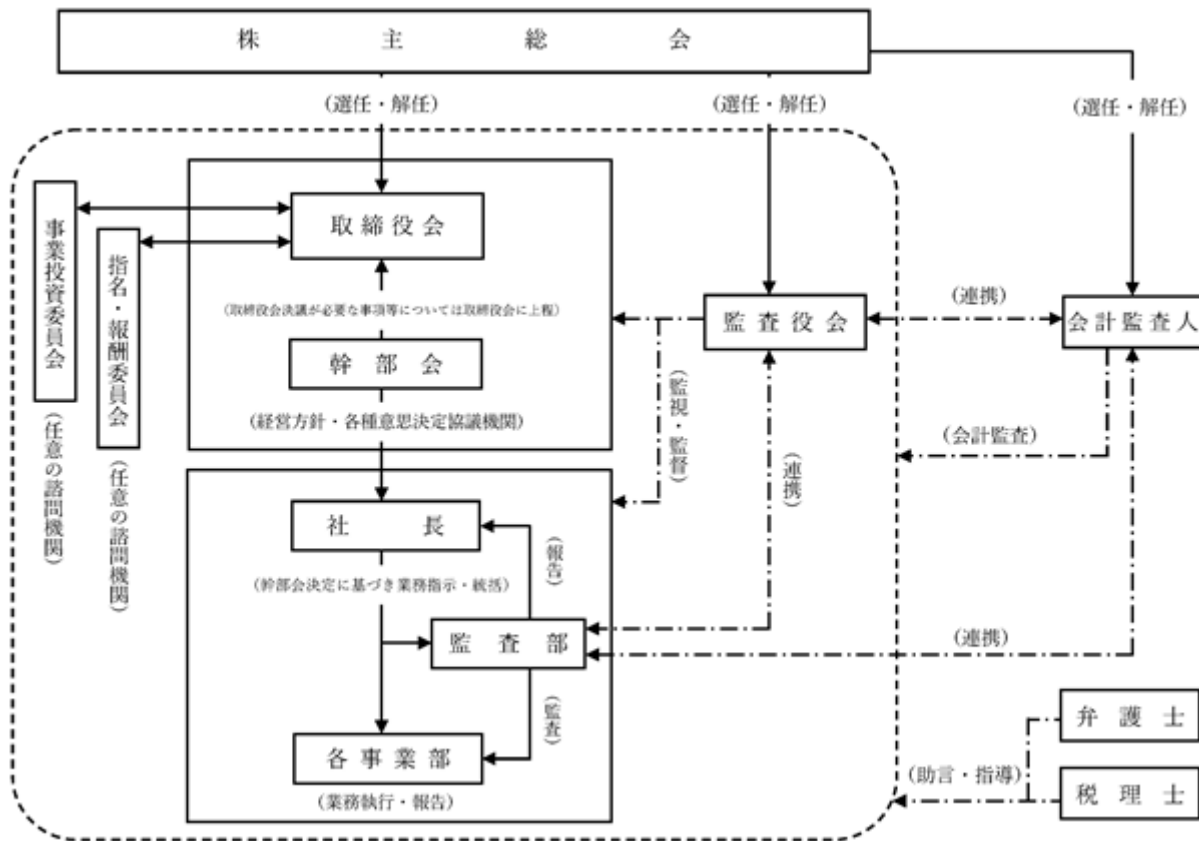 株主総会
(選任・解任)
(選任・解任)
(選任・解任)
取締役会
事業投資委員会
(任意の諮問機関)
指名・報酬委員会
(任意の諮問機関)
(取締役会決議が必要な事項等については取締役会に上程)
幹部会
(経営方針・各種意思決定協議機関)
監査役会
(連携)
会計監査人
(監視・監督)
(連携)
(会計監査)
社長
(報告)
(幹部会決定に基づき業務指示・統括)
監査部
(連携)
(監査)
各事業部
(業務執行・報告)
弁護士
(助言・指導)
税理士